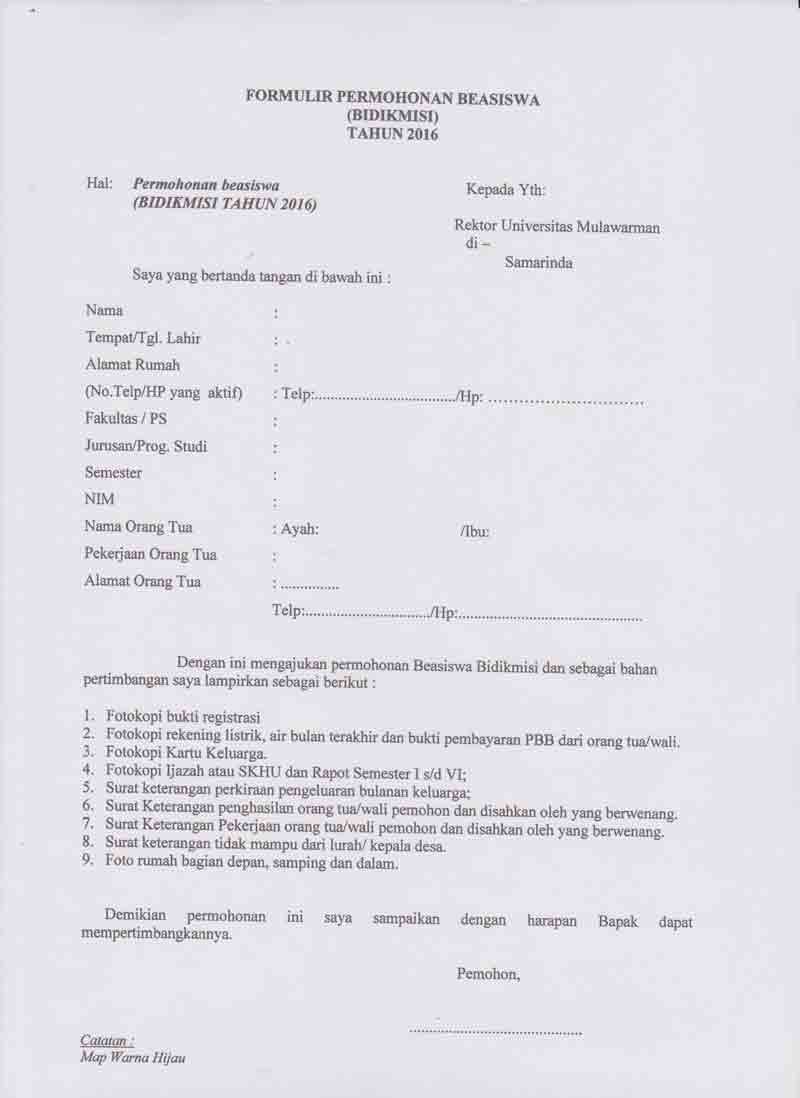 FORMULIR PERMOHONAN BEASISWA
(BIDIKMISI)
TAHUN 2016
Hal: Permohonan beasiswa
(BIDIKMISI TAHUN 2016)
Kepada Yth:
Rektor Universitas Mulawarman
di –
Samarinda
Saya yang bertanda tangan di bawah ini :
Nama :
Tempat/Tgl. Lahir :
Alamat Rumah :
(No.Telp/HP yang aktif) : Telp:..................................../Hp: ..............................
Fakultas / PS :
Jurusan/Prog. Studi :
Semester :
NIM :
Nama Orang Tua : Ayah: /Ibu:
Pekerjaan Orang Tua :
Alamat Orang Tua : ...............
Telp:................................/Hp:...............................................
Dengan ini mengajukan permohonan Beasiswa Bidikmisi dan sebagai bahan
pertimbangan saya lampirkan sebagai berikut :
1. Fotokopi bukti registrasi
2. Fotokopi rekening listrik, air bulan terakhir dan bukti pembayaran PBB dari orang tua/wali.
3. Fotokopi Kartu Keluarga.
4. Fotokopi Ijazah atau SKHU dan Rapot Semester I s/d VI;
5. Surat keterangan perkiraan pengeluaran bulanan keluarga;
6. Surat Keterangan penghasilan orang tua/wali pemohon dan disahkan oleh yang berwenang.
7. Surat Keterangan Pekerjaan orang tua/wali pemohon dan disahkan oleh yang berwenang.
8. Surat keterangan tidak mampu dari lurah/ kepala desa.
9. Foto rumah bagian depan, samping dan dalam.
Demikian permohonan ini saya sampaikan dengan harapan Bapak dapat
mempertimbangkannya.
Pemohon,
............................................
Catatan :
Map Warna Hijau